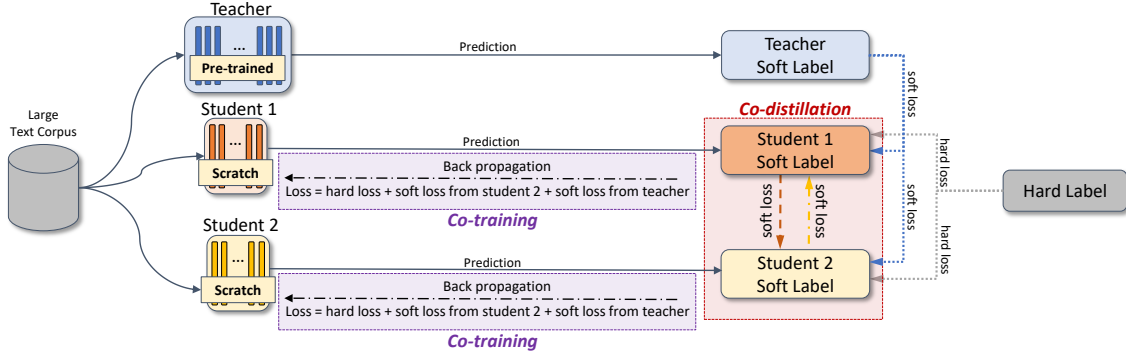 Teacher
...
Pre-trained
Prediction
Teacher
Soft Label
soft loss
Large
Text Corpus
Student 1
...
Scratch
Prediction
Back propagation
Loss = hard loss + soft loss from student 2 + soft loss from teacher
Co-training
Co-distillation
Student 1
Soft Label
soft loss
soft loss
hard loss
soft loss
hard loss
Hard Label
Student 2
...
Scratch
Prediction
Back propagation
Loss = hard loss + soft loss from student 2 + soft loss from teacher
Co-training
Student 2
Soft Label